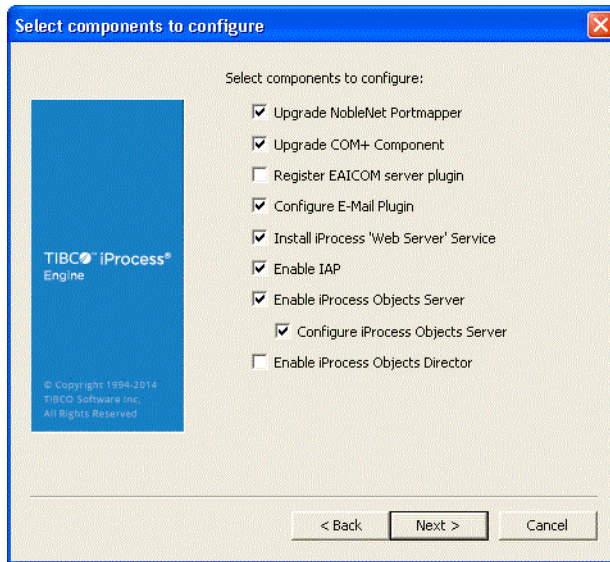 Select components to configure
Select components to configure:
Upgrade NobleNet Portmapper
Upgrade COM+ Component
Register EAICOM server plugin
Configure E-Mail Plugin
Install iProcess 'Web Server' Service
Enable IAP
Enable iProcess Objects Server
Configure iProcess Objects Server
Enable iProcess Objects Director
TIBCO™ iProcess®
Engine
© Copyright 1994-2014
TIBCO Software Inc,
All Rights Reserved
< Back
Next >
Cancel